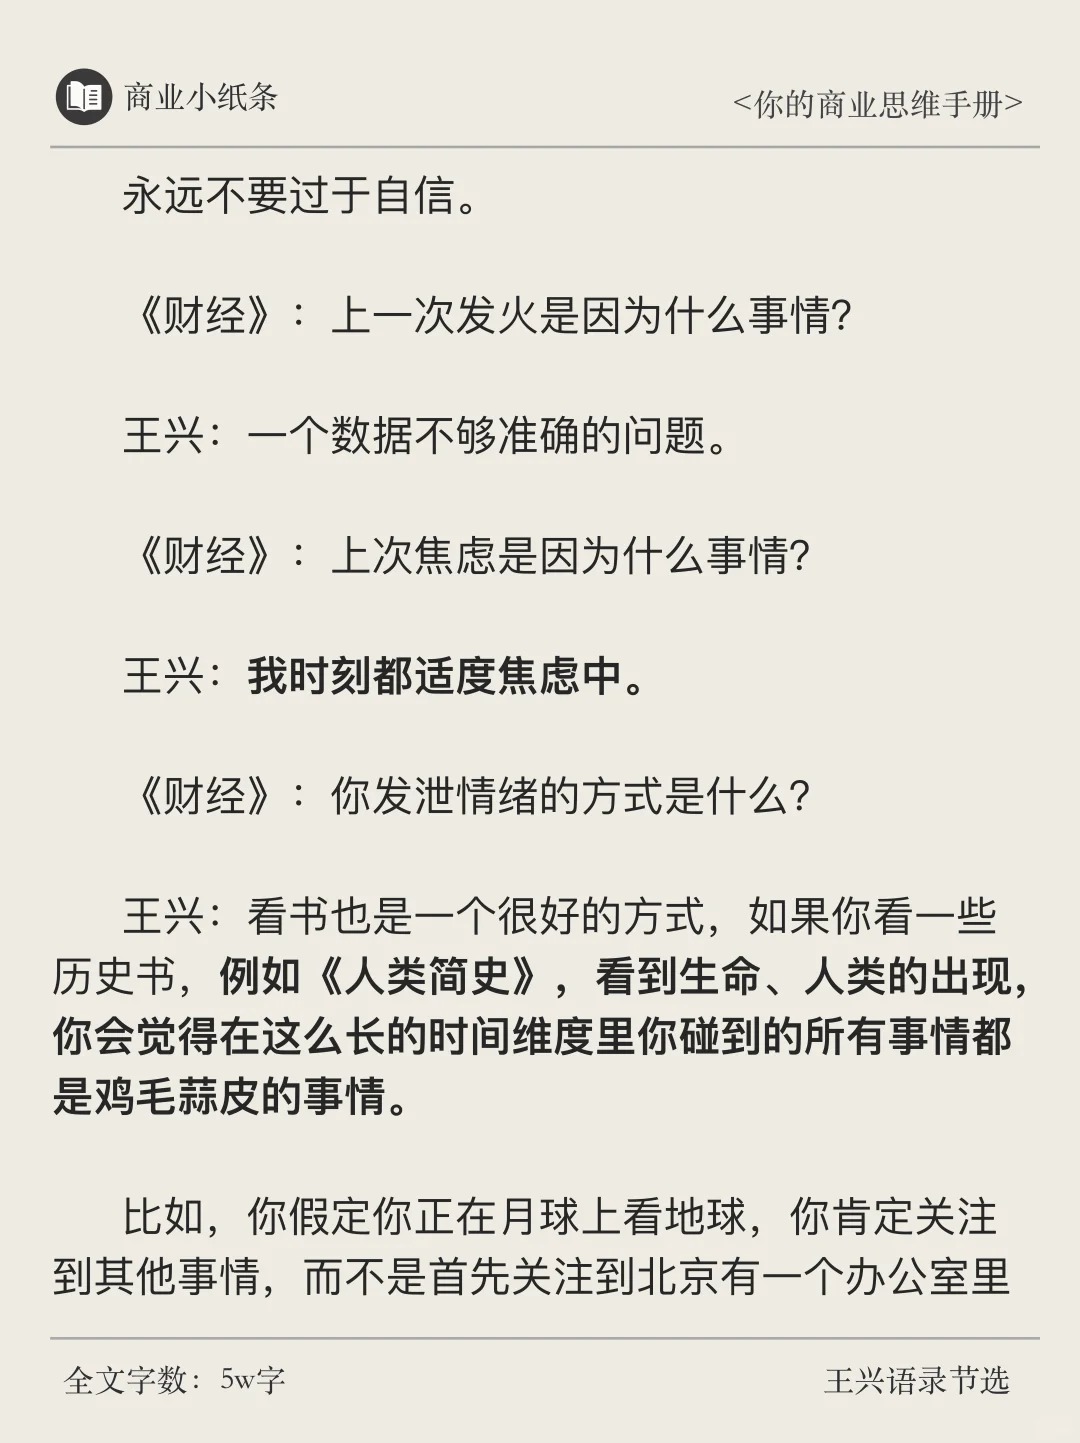 商业小纸条
<你的商业思维手册>
永远不要过于自信。
《财经》：上一次发火是因为什么事情？
王兴：一个数据不够准确的问题。
《财经》：上次焦虑是因为什么事情？
王兴：我时刻都适度焦虑中。
《财经》：你发泄情绪的方式是什么？
王兴：看书也是一个很好的方式，如果你看一些
历史书，例如《人类简史》，看到生命、人类的出现，
你会觉得在这么长的时间维度里你碰到的所有事情都
是鸡毛蒜皮的事情。
比如，你假定你正在月球上看地球，你肯定关注
到其他事情，而不是首先关注到北京有一个办公室里
全文字数：5w字
王兴语录节选